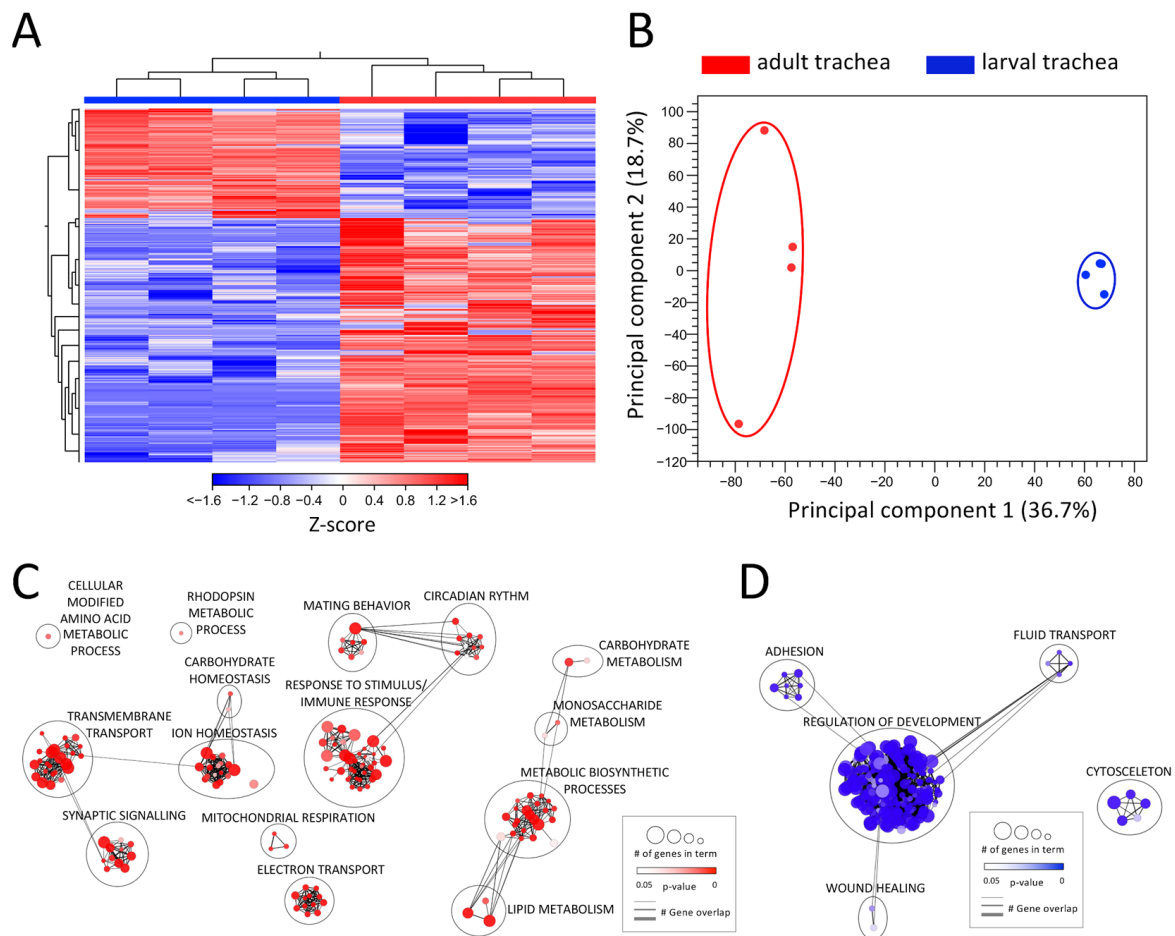 A
<−1.6 −1.2 −0.8 −0.4 0 0.4 0.8 1.2 >1.6
Z-score
B
adult trachea
larval trachea
100
80
60
40
20
0
−20
−40
−60
−80
−100
−120
−80 −60 −40 −20 0 20 40 60 80
Principal component 2 (18.7%)
Principal component 1 (36.7%)
C
CELLULAR
MODIFIED
AMINO ACID
METABOLIC
PROCESS
RHODOPSIN
METABOLIC
PROCESS
MATING BEHAVIOR
CIRCADIAN RYTHM
CARBOHYDRATE
METABOLISM
CARBOHYDRATE
HOMEOSTASIS
RESPONSE TO STIMULUS/
IMMUNE RESPONSE
MONOSACCHARIDE
METABOLISM
TRANSMEMBRANE
TRANSPORT
ION HOMEOSTASIS
METABOLIC BIOSYNTHETIC
PROCESSES
SYNAPTIC SIGNALLING
MITOCHONDRIAL RESPIRATION
ELECTRON TRANSPORT
LIPID METABOLISM
# of genes in term
0.05 p-value 0
# Gene overlap
D
ADHESION
FLUID TRANSPORT
REGULATION OF DEVELOPMENT
CYTOSCELETON
WOUND HEALING
# of genes in term
0.05 p-value 0
# Gene overlap